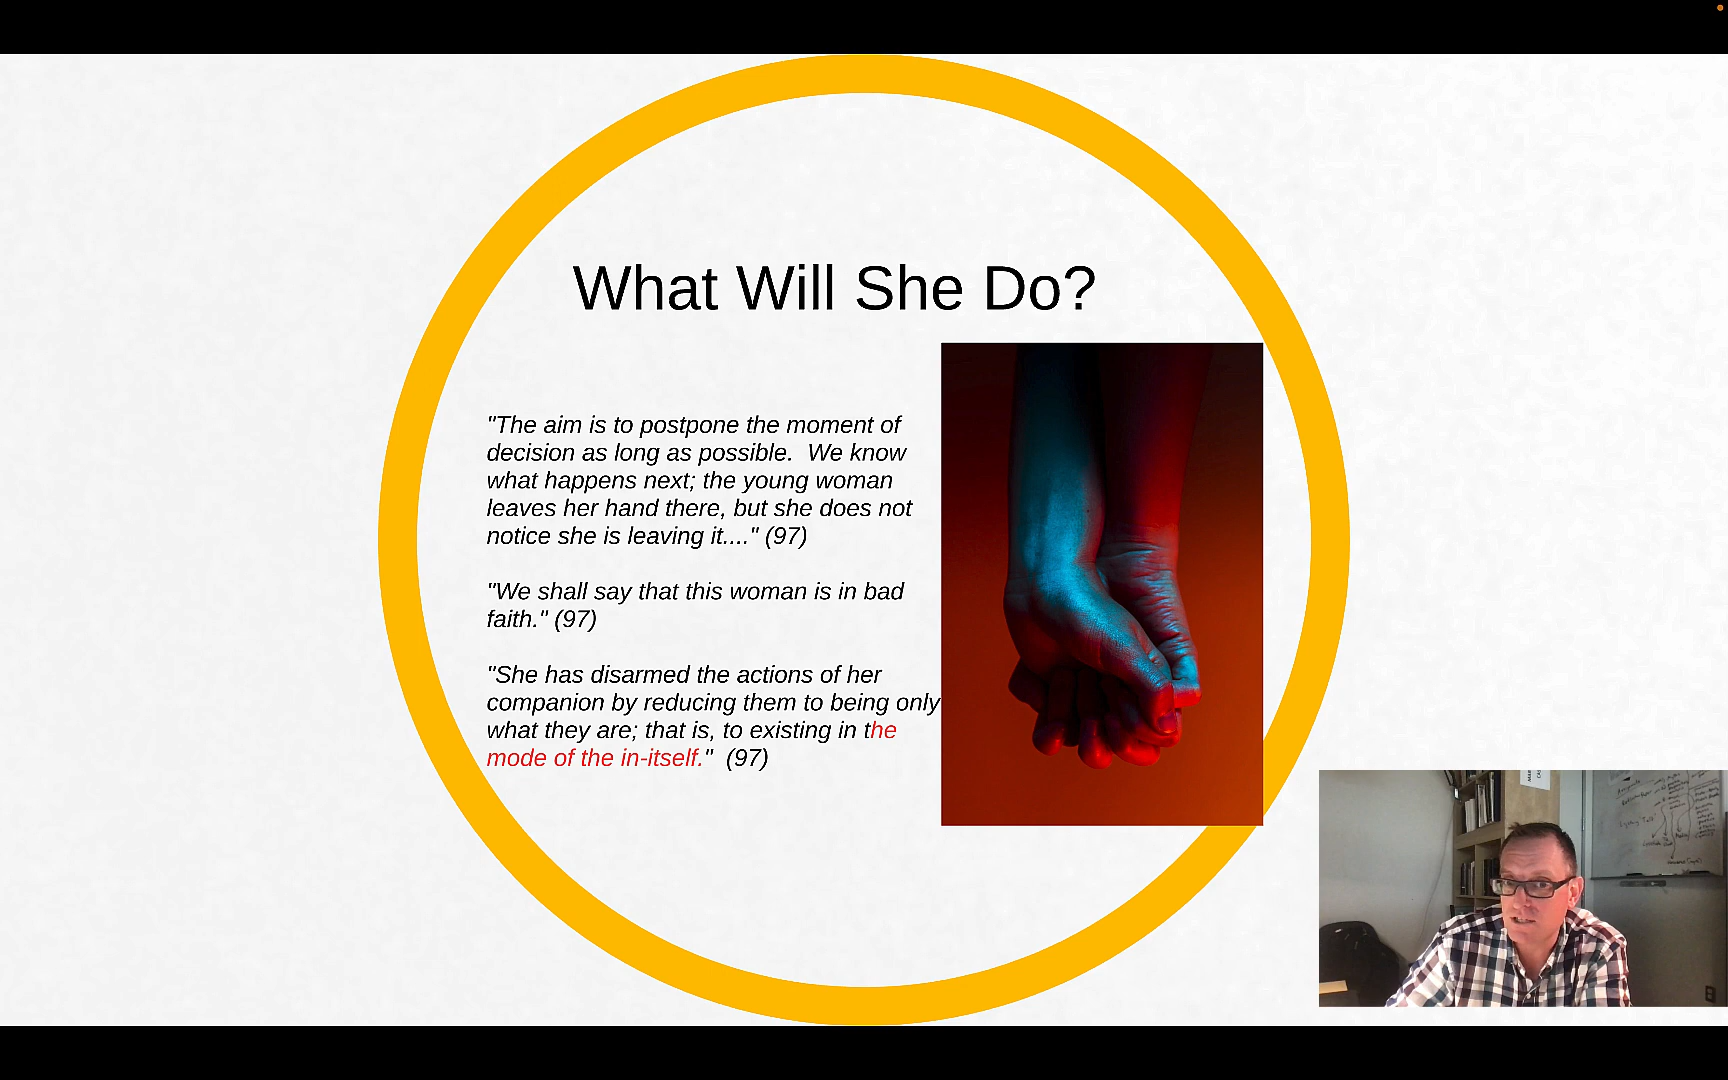 What Will She Do?
"The aim is to postpone the moment of
decision as long as possible.  We know
what happens next; the young woman
leaves her hand there, but she does not
notice she is leaving it...." (97)
"We shall say that this woman is in bad
faith." (97)
"She has disarmed the actions of her
companion by reducing them to being only
what they are; that is, to existing in the
mode of the in-itself."  (97)